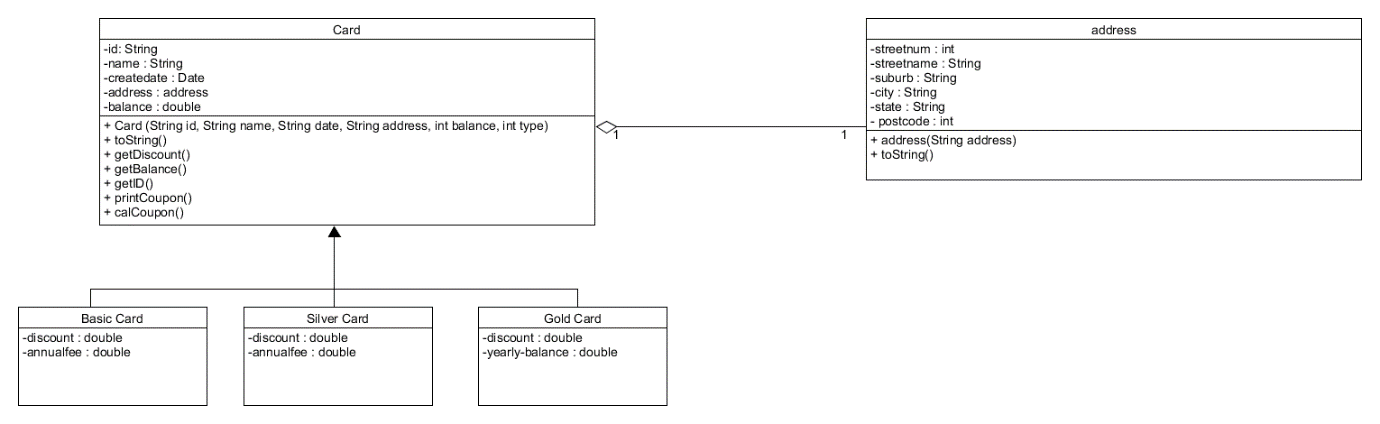 Card
-id: String
-name : String
-createdate : Date
-address : address
-balance : double
+ Card (String id, String name, String date, String address, int balance, int type)
+ toString()
+ getDiscount()
+ getBalance()
+ getID()
+ printCoupon()
+ calCoupon()
1
1
address
-streetnum : int
-streetname : String
-suburb : String
-city : String
-state : String
- postcode : int
+ address(String address)
+ toString()
Basic Card
-discount : double
-annualfee : double
Silver Card
-discount : double
-annualfee : double
Gold Card
-discount : double
-yearly-balance : double